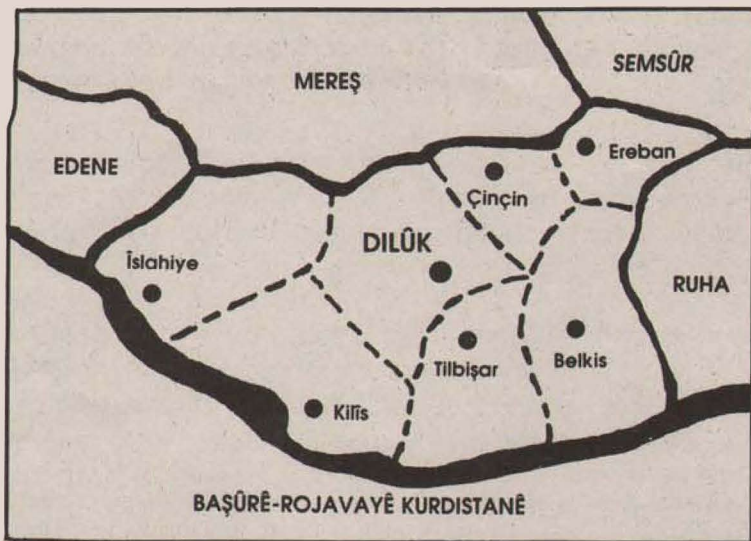 SEMSÛR
MEREŞ
Ereban
EDENE
Çinçin
DILÛK
Îslahiye
RUHA
Tilbişar
Belkis
Kilîs
BAŞÛRÊ-ROJAVAYÊ KURDISTANÊ